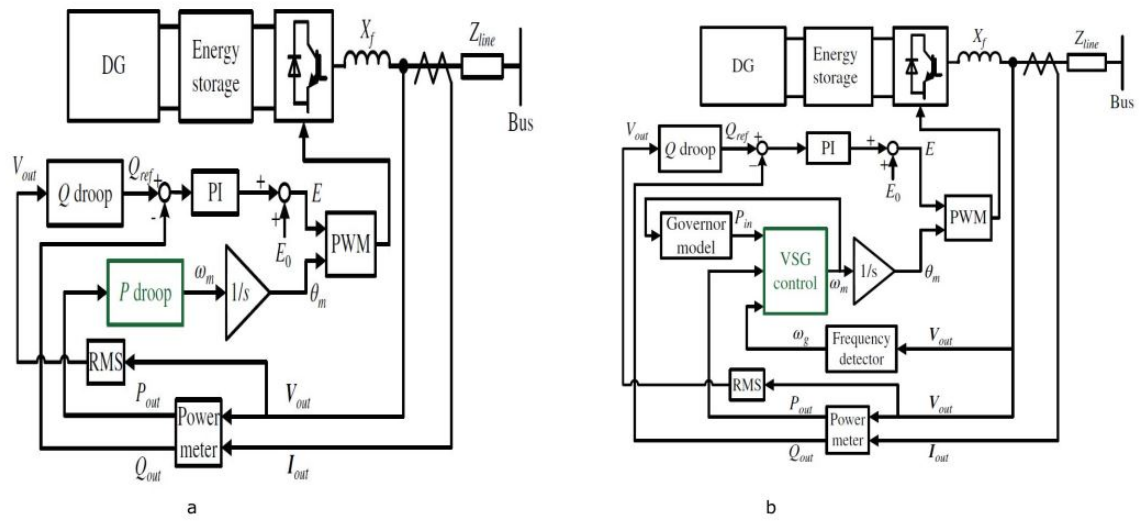 DG
Energy
storage
X_f
Z_line
Bus
V_out
Q droop
Q_ref
+
-
PI
+
+
E
E_0
PWM
P droop
ω_m
1/s
θ_m
RMS
P_out
Power
meter
V_out
Q_out
I_out
a
DG
Energy
storage
X_f
Z_line
Bus
V_out
Q droop
Q_ref
+
−
PI
+
+
E
E_0
PWM
Governor
model
P_in
VSG
control
ω_m
1/s
θ_m
ω_g
Frequency
detector
V_out
RMS
P_out
Power
meter
V_out
Q_out
I_out
b